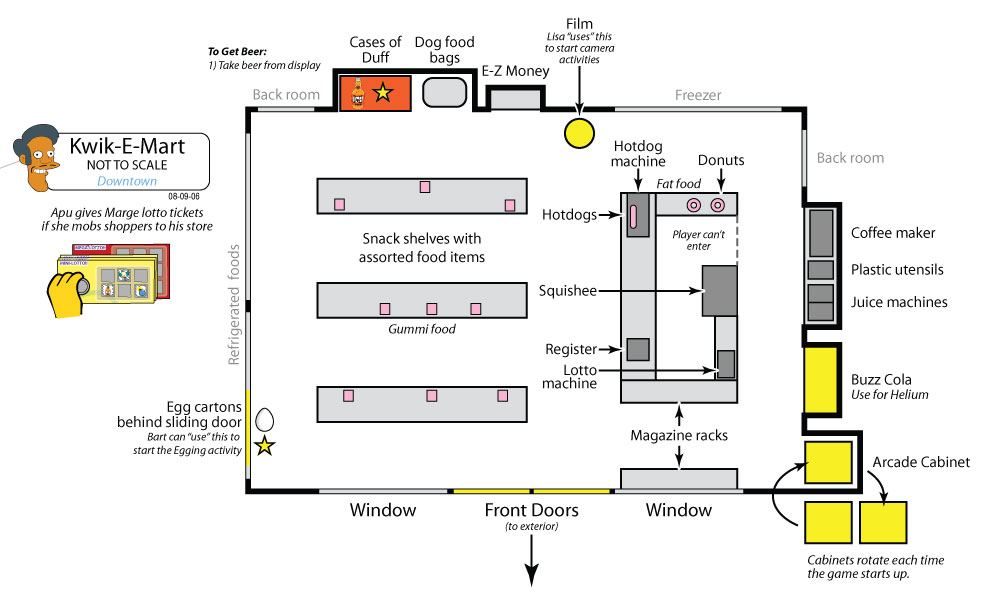 Film
Lisa “uses” this
to start camera
activities
To Get Beer:
1) Take beer from display
Cases of
Duff
Dog food
bags
E-Z Money
Back room
Freezer
Kwik-E-Mart
NOT TO SCALE
Downtown
08-09-06
Apu gives Marge lotto tickets
if she mobs shoppers to his store
MINI-LOTTO
Hotdog
machine
Donuts
Back room
Fat food
Hotdogs
Player can't
enter
Snack shelves with
assorted food items
Coffee maker
Plastic utensils
Juice machines
Squishee
Refrigerated foods
Gummi food
Register
Lotto
machine
Buzz Cola
Use for Helium
Egg cartons
behind sliding door
Bart can “use” this to
start the Egging activity
Magazine racks
Arcade Cabinet
Window
Front Doors
(to exterior)
Window
Cabinets rotate each time
the game starts up.